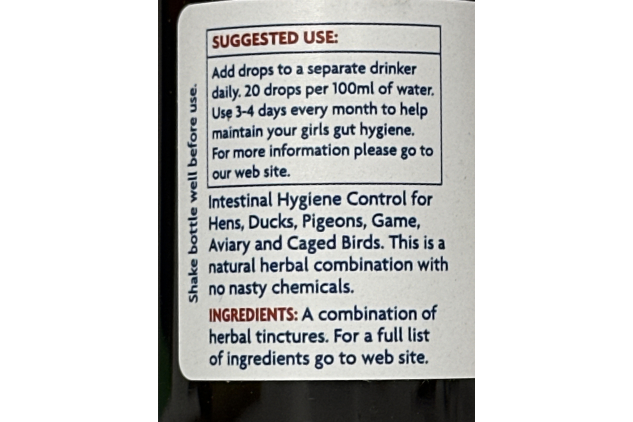 SUGGESTED USE:
Add drops to a separate drinker
daily. 20 drops per 100ml of water.
Use 3-4 days every month to help
maintain your girls gut hygiene.
For more information please go to
our web site.
Shake bottle well before use.
Intestinal Hygiene Control for
Hens, Ducks, Pigeons, Game,
Aviary and Caged Birds. This is a
natural herbal combination with
no nasty chemicals.
INGREDIENTS: A combination of
herbal tinctures. For a full list
of ingredients go to web site.